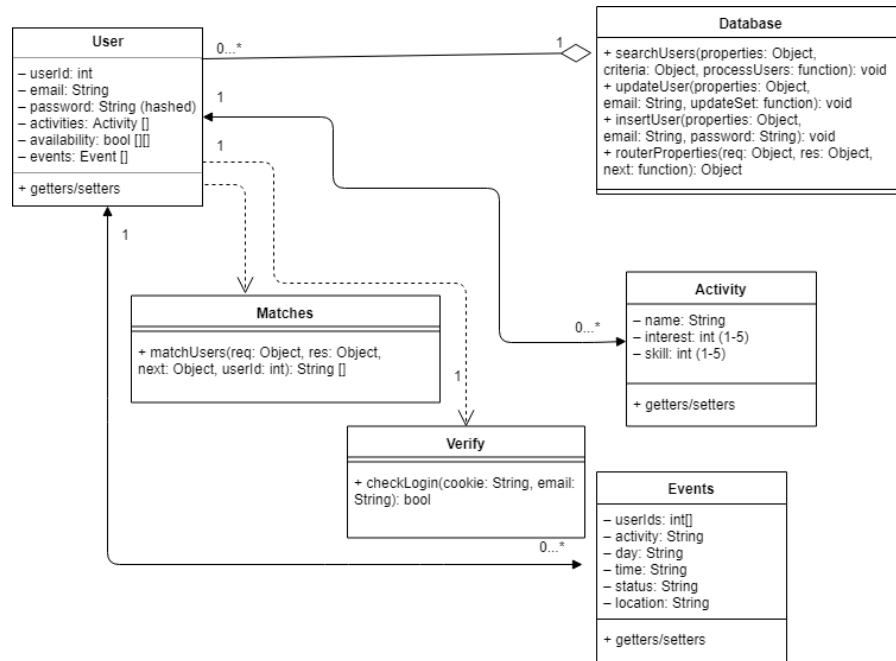 User
– userId: int
– email: String
– password: String (hashed)
– activities: Activity []
– availability: bool [][]
– events: Event []
+ getters/setters
0...*
1
Database
+ searchUsers(properties: Object,
criteria: Object, processUsers: function): void
+ updateUser(properties: Object,
email: String, updateSet: function): void
+ insertUser(properties: Object,
email: String, password: String): void
+ routerProperties(req: Object, res: Object,
next: function): Object
1
1
1
Matches
+ matchUsers(req: Object, res: Object,
next: Object, userId: int): String []
0...*
Activity
– name: String
– interest: int (1-5)
– skill: int (1-5)
+ getters/setters
1
Verify
+ checkLogin(cookie: String, email:
String): bool
0...*
Events
– userIds: int[]
– activity: String
– day: String
– time: String
– status: String
– location: String
+ getters/setters